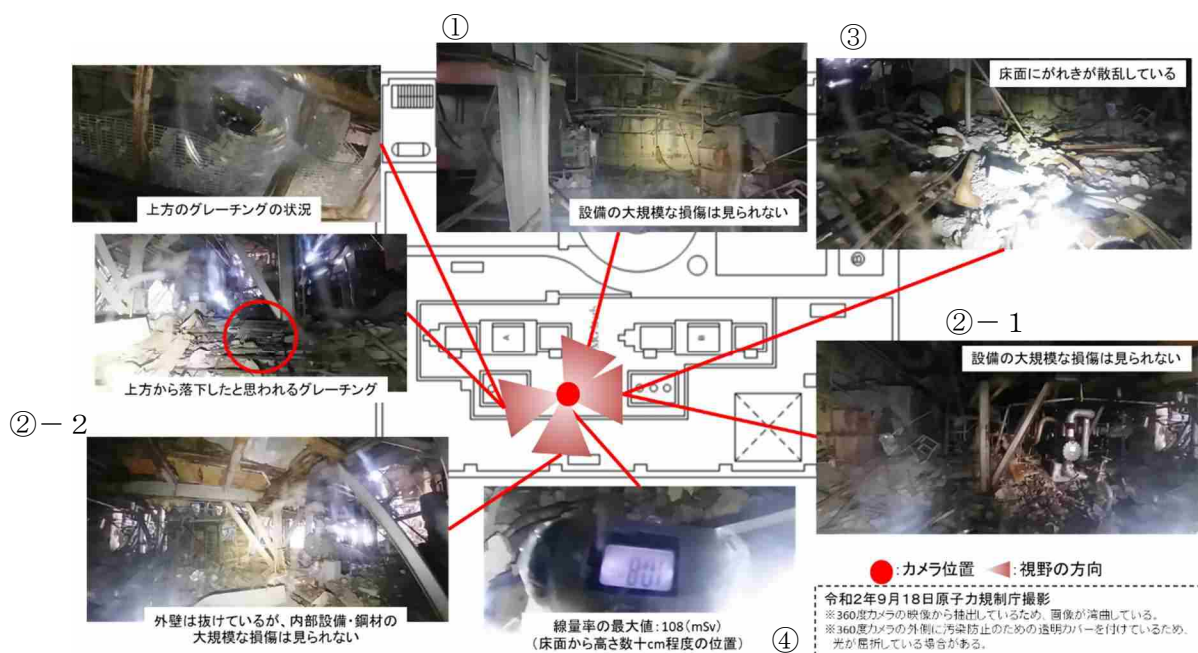 ①
③
床面にがれきが散乱している
上方のグレーチングの状況
設備の大規模な損傷は見られない
②－1
設備の大規模な損傷は見られない
上方から落下したと思われるグレーチング
②－2
A
B
外壁は抜けているが、内部設備・鋼材の
大規模な損傷は見られない
108
線量率の最大値：108(mSv)
(床面から高さ数十cm程度の位置)
④
：カメラ位置
：視野の方向
令和2年9月18日原子力規制庁撮影
※360度カメラの映像から抽出しているため、画像が湾曲している。
※360度カメラの外側に汚染防止のための透明カバーを付けているため、
光が屈折している場合がある。